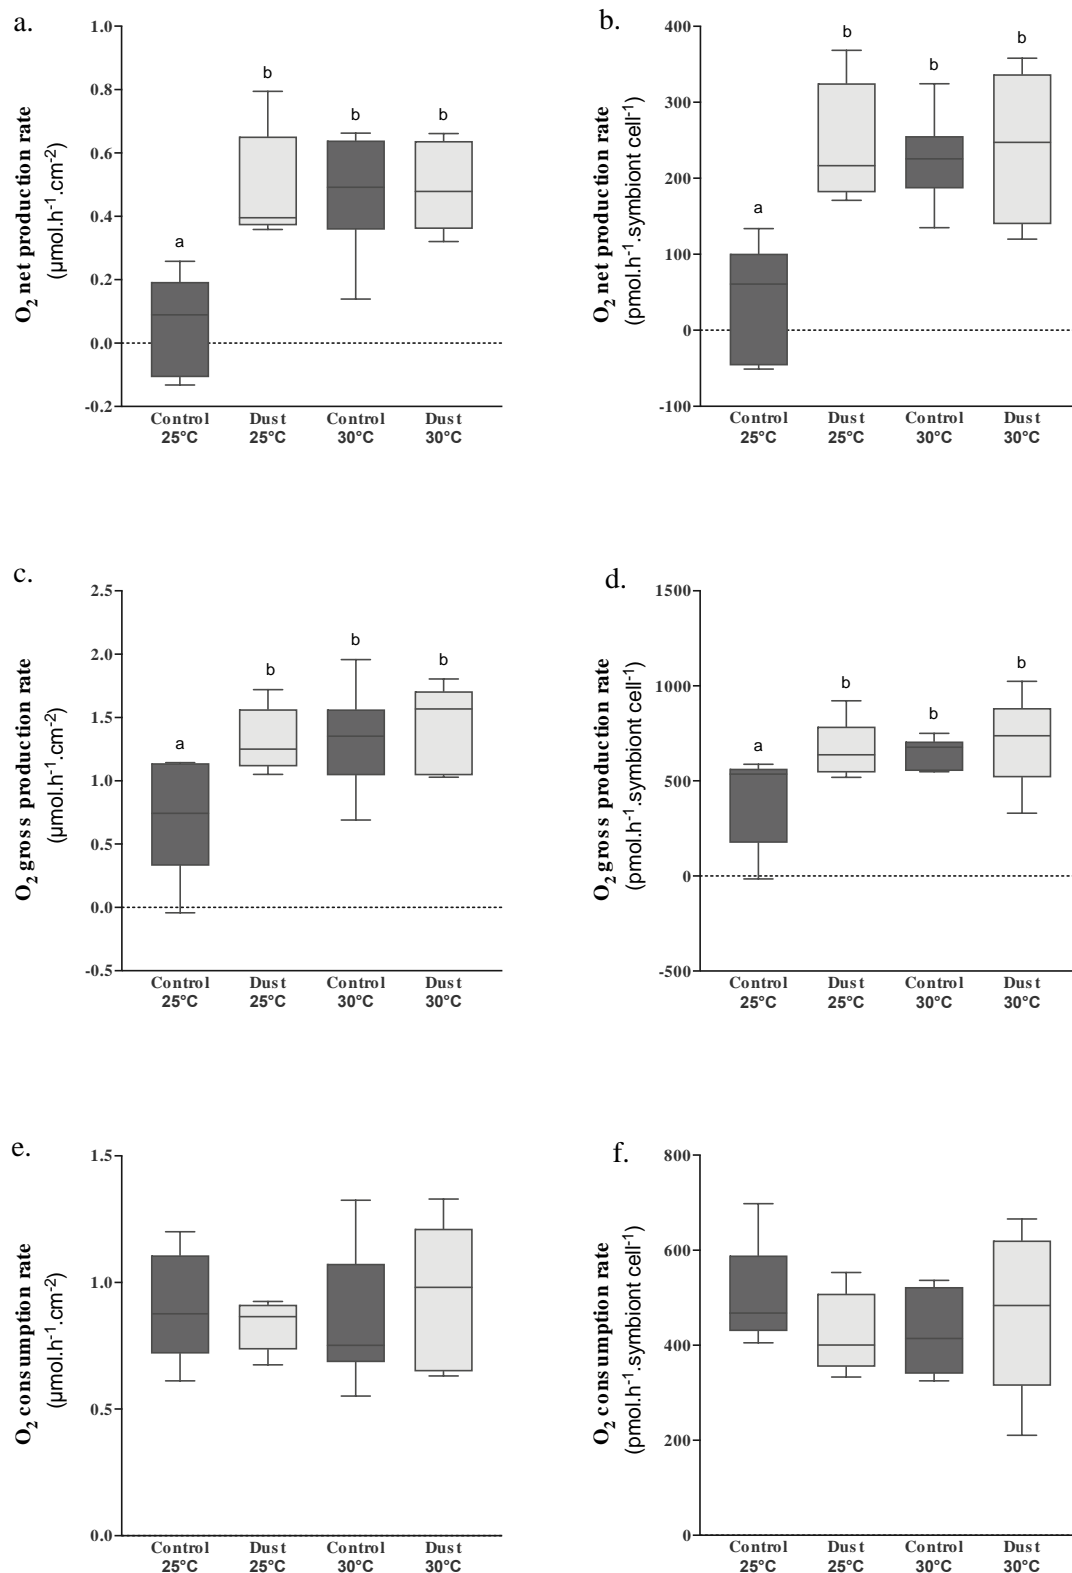 a.
O₂ net production rate
(µmol.h⁻¹.cm⁻²)
1.0
0.8
0.6
0.4
0.2
0.0
-0.2
a
b
b
b
Control Dust Control Dust
25°C 25°C 30°C 30°C
b.
O₂ net production rate
(pmol.h⁻¹.symbiont cell⁻¹)
400
300
200
100
0
-100
a
b
b
b
Control Dust Control Dust
25°C 25°C 30°C 30°C
c.
O₂ gross production rate
(µmol.h⁻¹.cm⁻²)
2.5
2.0
1.5
1.0
0.5
0.0
-0.5
a
b
b
b
Control Dust Control Dust
25°C 25°C 30°C 30°C
d.
O₂ gross production rate
(pmol.h⁻¹.symbiont cell⁻¹)
1500
1000
500
0
-500
a
b
b
b
Control Dust Control Dust
25°C 25°C 30°C 30°C
e.
O₂ consumption rate
(µmol.h⁻¹.cm⁻²)
1.5
1.0
0.5
0.0
Control Dust Control Dust
25°C 25°C 30°C 30°C
f.
O₂ consumption rate
(pmol.h⁻¹.symbiont cell⁻¹)
800
600
400
200
0
Control Dust Control Dust
25°C 25°C 30°C 30°C